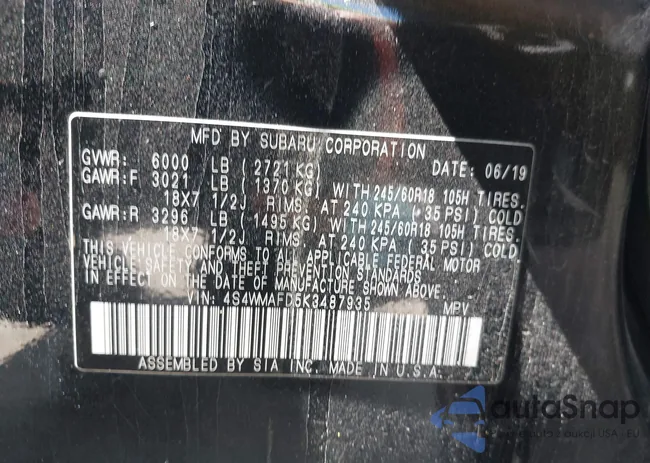 MFD BY SUBARU CORPORATION
GVWR: 6000 LB (2721 KG) DATE: 06/19
GAWR:F 3021 LB (1370 KG) WITH 245/60R18 105H TIRES.
18X7 1/2J RIMS. AT 240 KPA ( 35 PSI) COLD
GAWR:R 3296 LB (1495 KG) WITH 245/60R18 105H TIRES.
18X7 1/2J RIMS. AT 240 KPA ( 35 PSI) COLD.
THIS VEHICLE CONFORMS TO ALL APPLICABLE FEDERAL MOTOR
VEHICLE SAFETY AND THEFT PREVENTION STANDARDS
IN EFFECT ON THE DATE OF MANUFACTURE SHOWN ABOVE.
VIN: 4S4WMAFD5K3487935 MPV
ASSEMBLED BY SIA INC. MADE IN U.S.A.
autoSnap
aukcji USA - EU